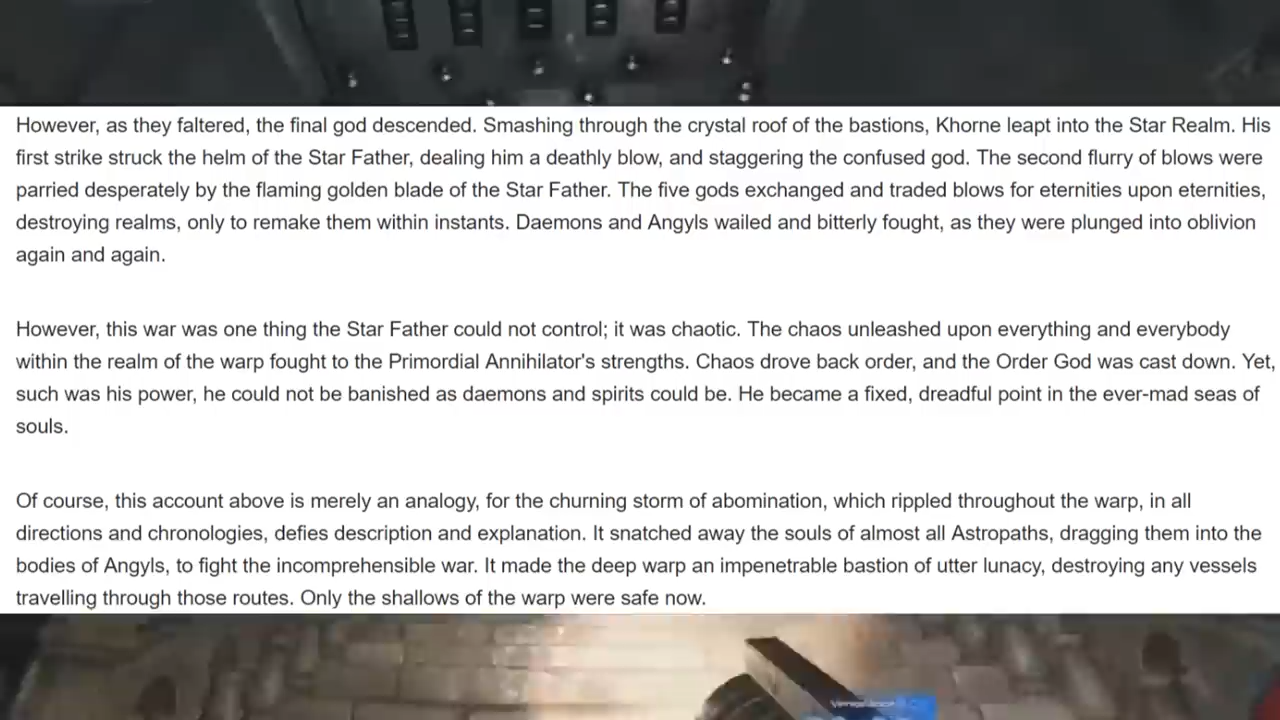 However, as they faltered, the final god descended. Smashing through the crystal roof of the bastions, Khorne leapt into the Star Realm. His
first strike struck the helm of the Star Father, dealing him a deathly blow, and staggering the confused god. The second flurry of blows were
parried desperately by the flaming golden blade of the Star Father. The five gods exchanged and traded blows for eternities upon eternities,
destroying realms, only to remake them within instants. Daemons and Angyls wailed and bitterly fought, as they were plunged into oblivion
again and again.
However, this war was one thing the Star Father could not control; it was chaotic. The chaos unleashed upon everything and everybody
within the realm of the warp fought to the Primordial Annihilator's strengths. Chaos drove back order, and the Order God was cast down. Yet,
such was his power, he could not be banished as daemons and spirits could be. He became a fixed, dreadful point in the ever-mad seas of
souls.
Of course, this account above is merely an analogy, for the churning storm of abomination, which rippled throughout the warp, in all
directions and chronologies, defies description and explanation. It snatched away the souls of almost all Astropaths, dragging them into the
bodies of Angyls, to fight the incomprehensible war. It made the deep warp an impenetrable bastion of utter lunacy, destroying any vessels
travelling through those routes. Only the shallows of the warp were safe now.